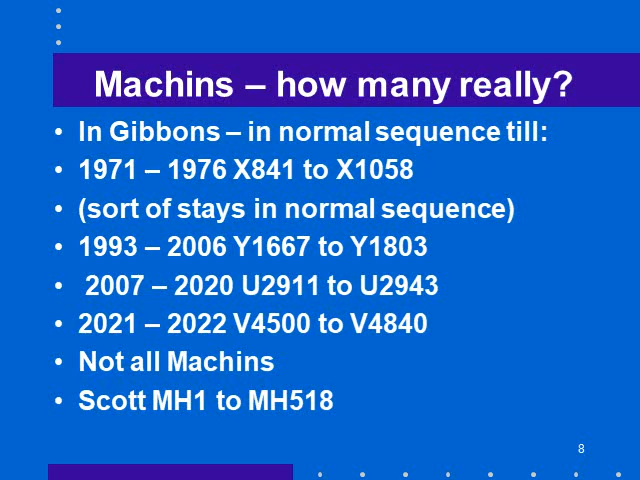 Machins – how many really?
• In Gibbons – in normal sequence till:
• 1971 – 1976 X841 to X1058
• (sort of stays in normal sequence)
• 1993 – 2006 Y1667 to Y1803
• 2007 – 2020 U2911 to U2943
• 2021 – 2022 V4500 to V4840
• Not all Machins
• Scott MH1 to MH518
8